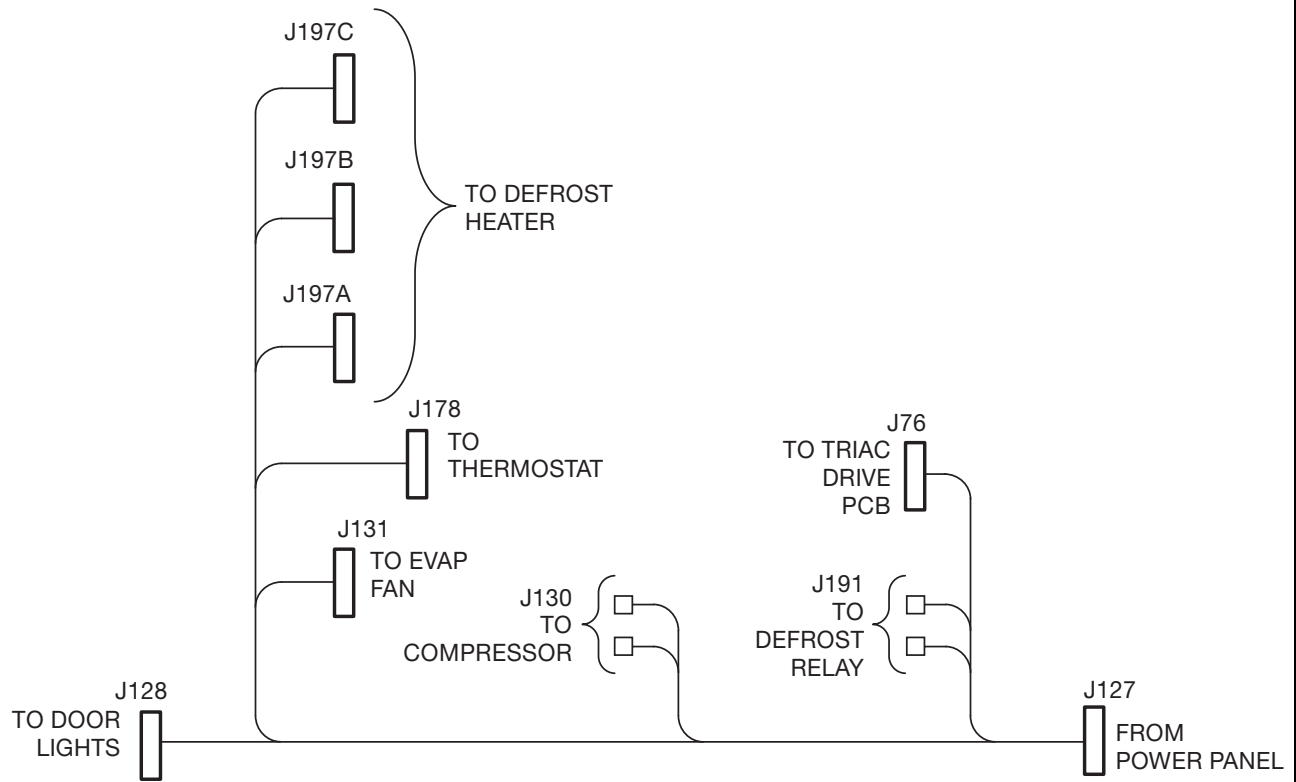 J197C
J197B
TO DEFROST
HEATER
J197A
J178
TO
THERMOSTAT
J76
TO TRIAC
DRIVE
PCB
J131
TO EVAP
FAN
J130
TO
COMPRESSOR
J191
TO
DEFROST
RELAY
J128
TO DOOR
LIGHTS
J127
FROM
POWER PANEL